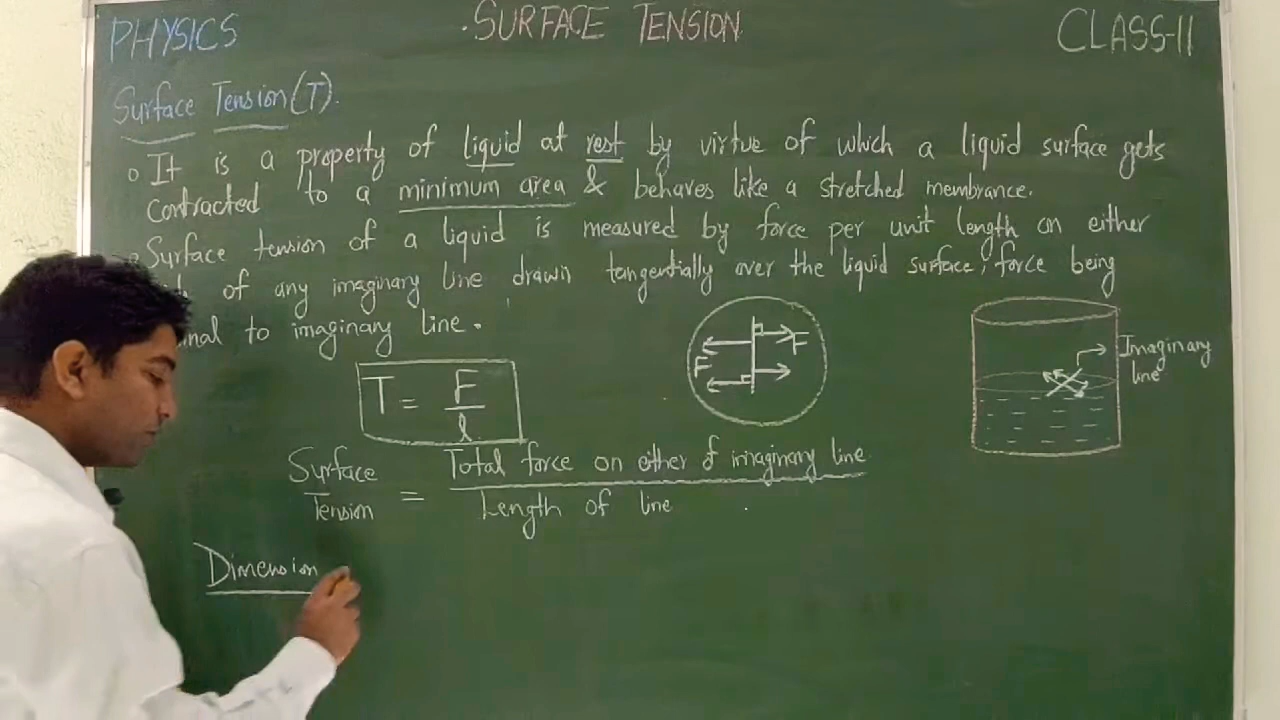 PHYSICS
SURFACE TENSION
CLASS-11
Surface Tension (T).
It is a property of liquid at rest by virtue of which a liquid surface gets
contracted to a minimum area & behaves like a stretched membrance.
Surface tension of a liquid is measured by force per unit length on either
of any imaginary line drawn tangentially over the liquid surface, force being
to imaginary line.
F
F
Imaginary
line
T = F
l
Surface
Tension
= Total force on either of imaginary line
Length of line
Dimension